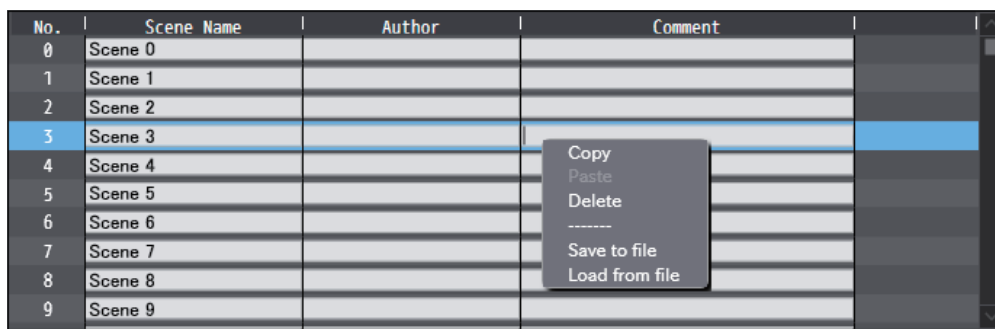 No. Scene Name Author Comment
0 Scene 0
1 Scene 1
2 Scene 2
3 Scene 3
4 Scene 4
5 Scene 5
6 Scene 6
7 Scene 7
8 Scene 8
9 Scene 9
Copy
Paste
Delete
-------
Save to file
Load from file